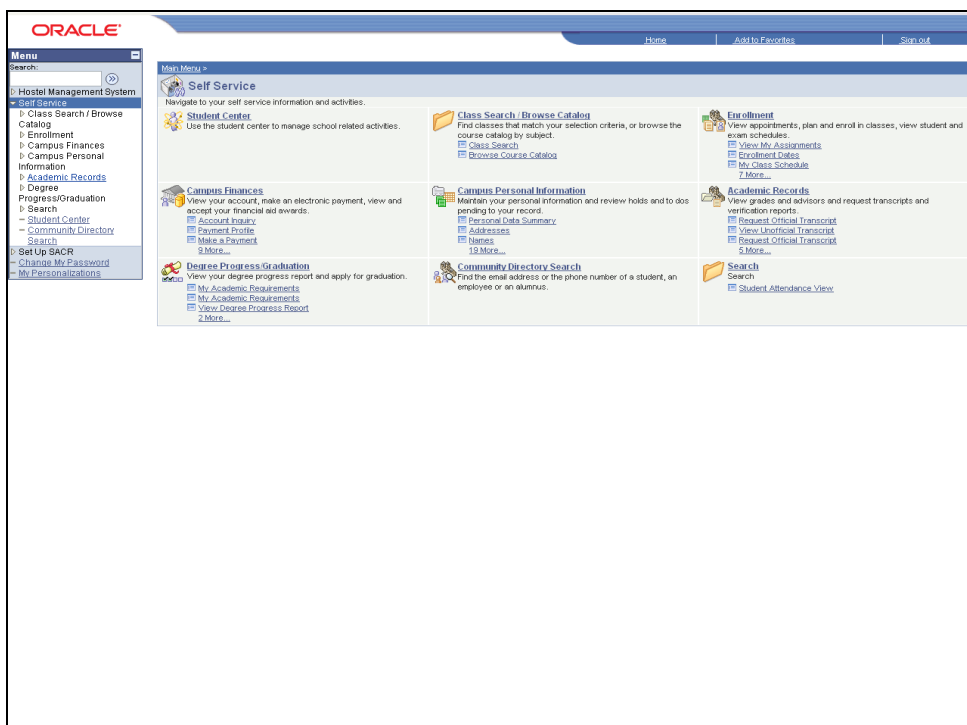 ORACLE
Home
Add to Favorites
Sign out
Menu
Search:
Hostel Management System
Self Service
Class Search / Browse
Catalog
Enrollment
Campus Finances
Campus Personal
Information
Academic Records
Degree
Progress/Graduation
Search
Student Center
Community Directory
Search
Set Up SACR
Change My Password
My Personalizations
Main Menu >
Self Service
Navigate to your self service information and activities.
Student Center
Use the student center to manage school related activities.
Class Search / Browse Catalog
Find classes that match your selection criteria, or browse the
course catalog by subject.
Class Search
Browse Course Catalog
Enrollment
View appointments, plan and enroll in classes, view student and
exam schedules.
View My Assignments
Enrollment Dates
My Class Schedule
7 More...
Campus Finances
View your account, make an electronic payment, view and
accept your financial aid awards.
Account Inquiry
Payment Profile
Make a Payment
9 More...
Campus Personal Information
Maintain your personal information and review holds and to dos
pending to your record.
Personal Data Summary
Addresses
Names
19 More...
Academic Records
View grades and advisors and request transcripts and
verification reports.
Request Official Transcript
View Unofficial Transcript
Request Official Transcript
5 More...
Degree Progress/Graduation
View your degree progress report and apply for graduation.
My Academic Requirements
My Academic Requirements
View Degree Progress Report
2 More...
Community Directory Search
Find the email address or the phone number of a student, an
employee or an alumnus.
Search
Search
Student Attendance View